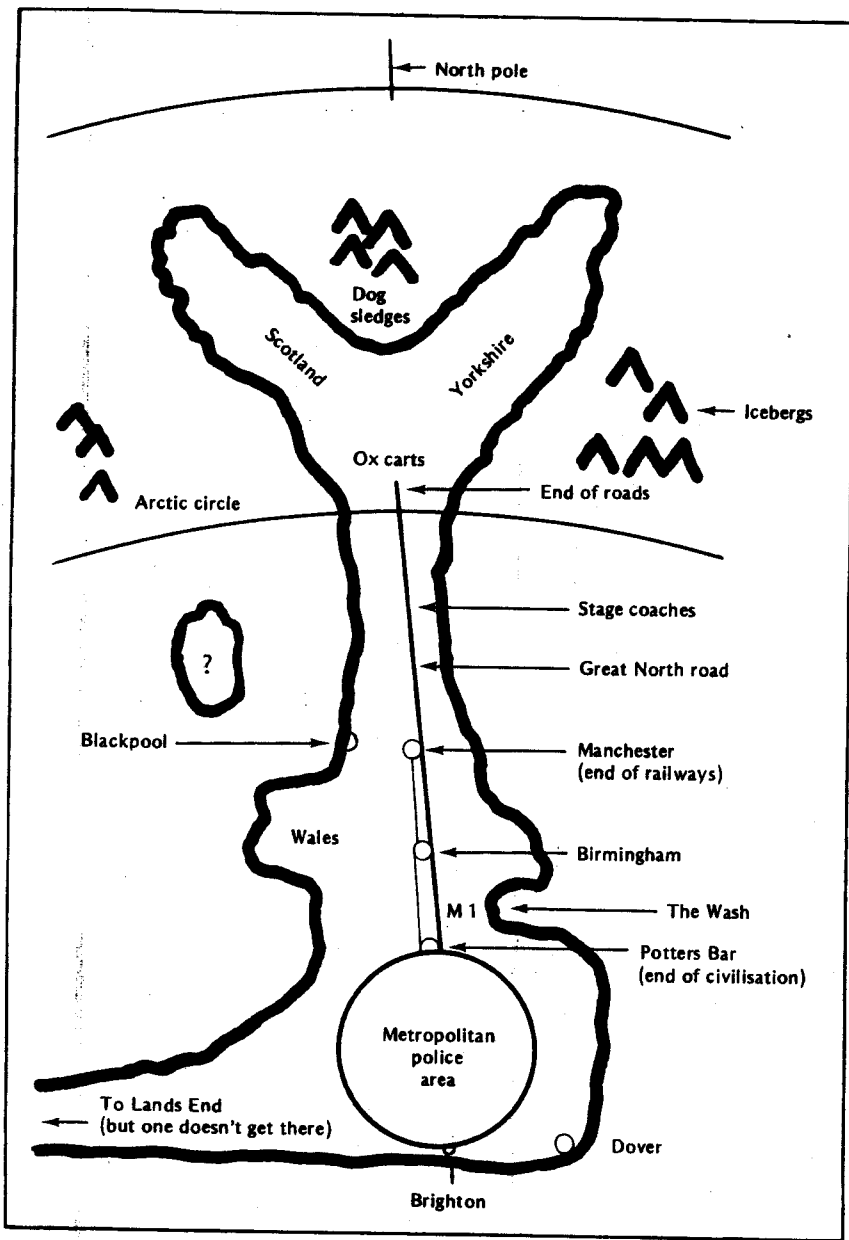 North pole
Dog
sledges
Scotland
Yorkshire
Icebergs
Ox carts
End of roads
Arctic circle
Stage coaches
?
Great North road
Blackpool
Manchester
(end of railways)
Wales
Birmingham
M 1
The Wash
Potters Bar
(end of civilisation)
Metropolitan
police
area
To Lands End
(but one doesn't get there)
Dover
Brighton